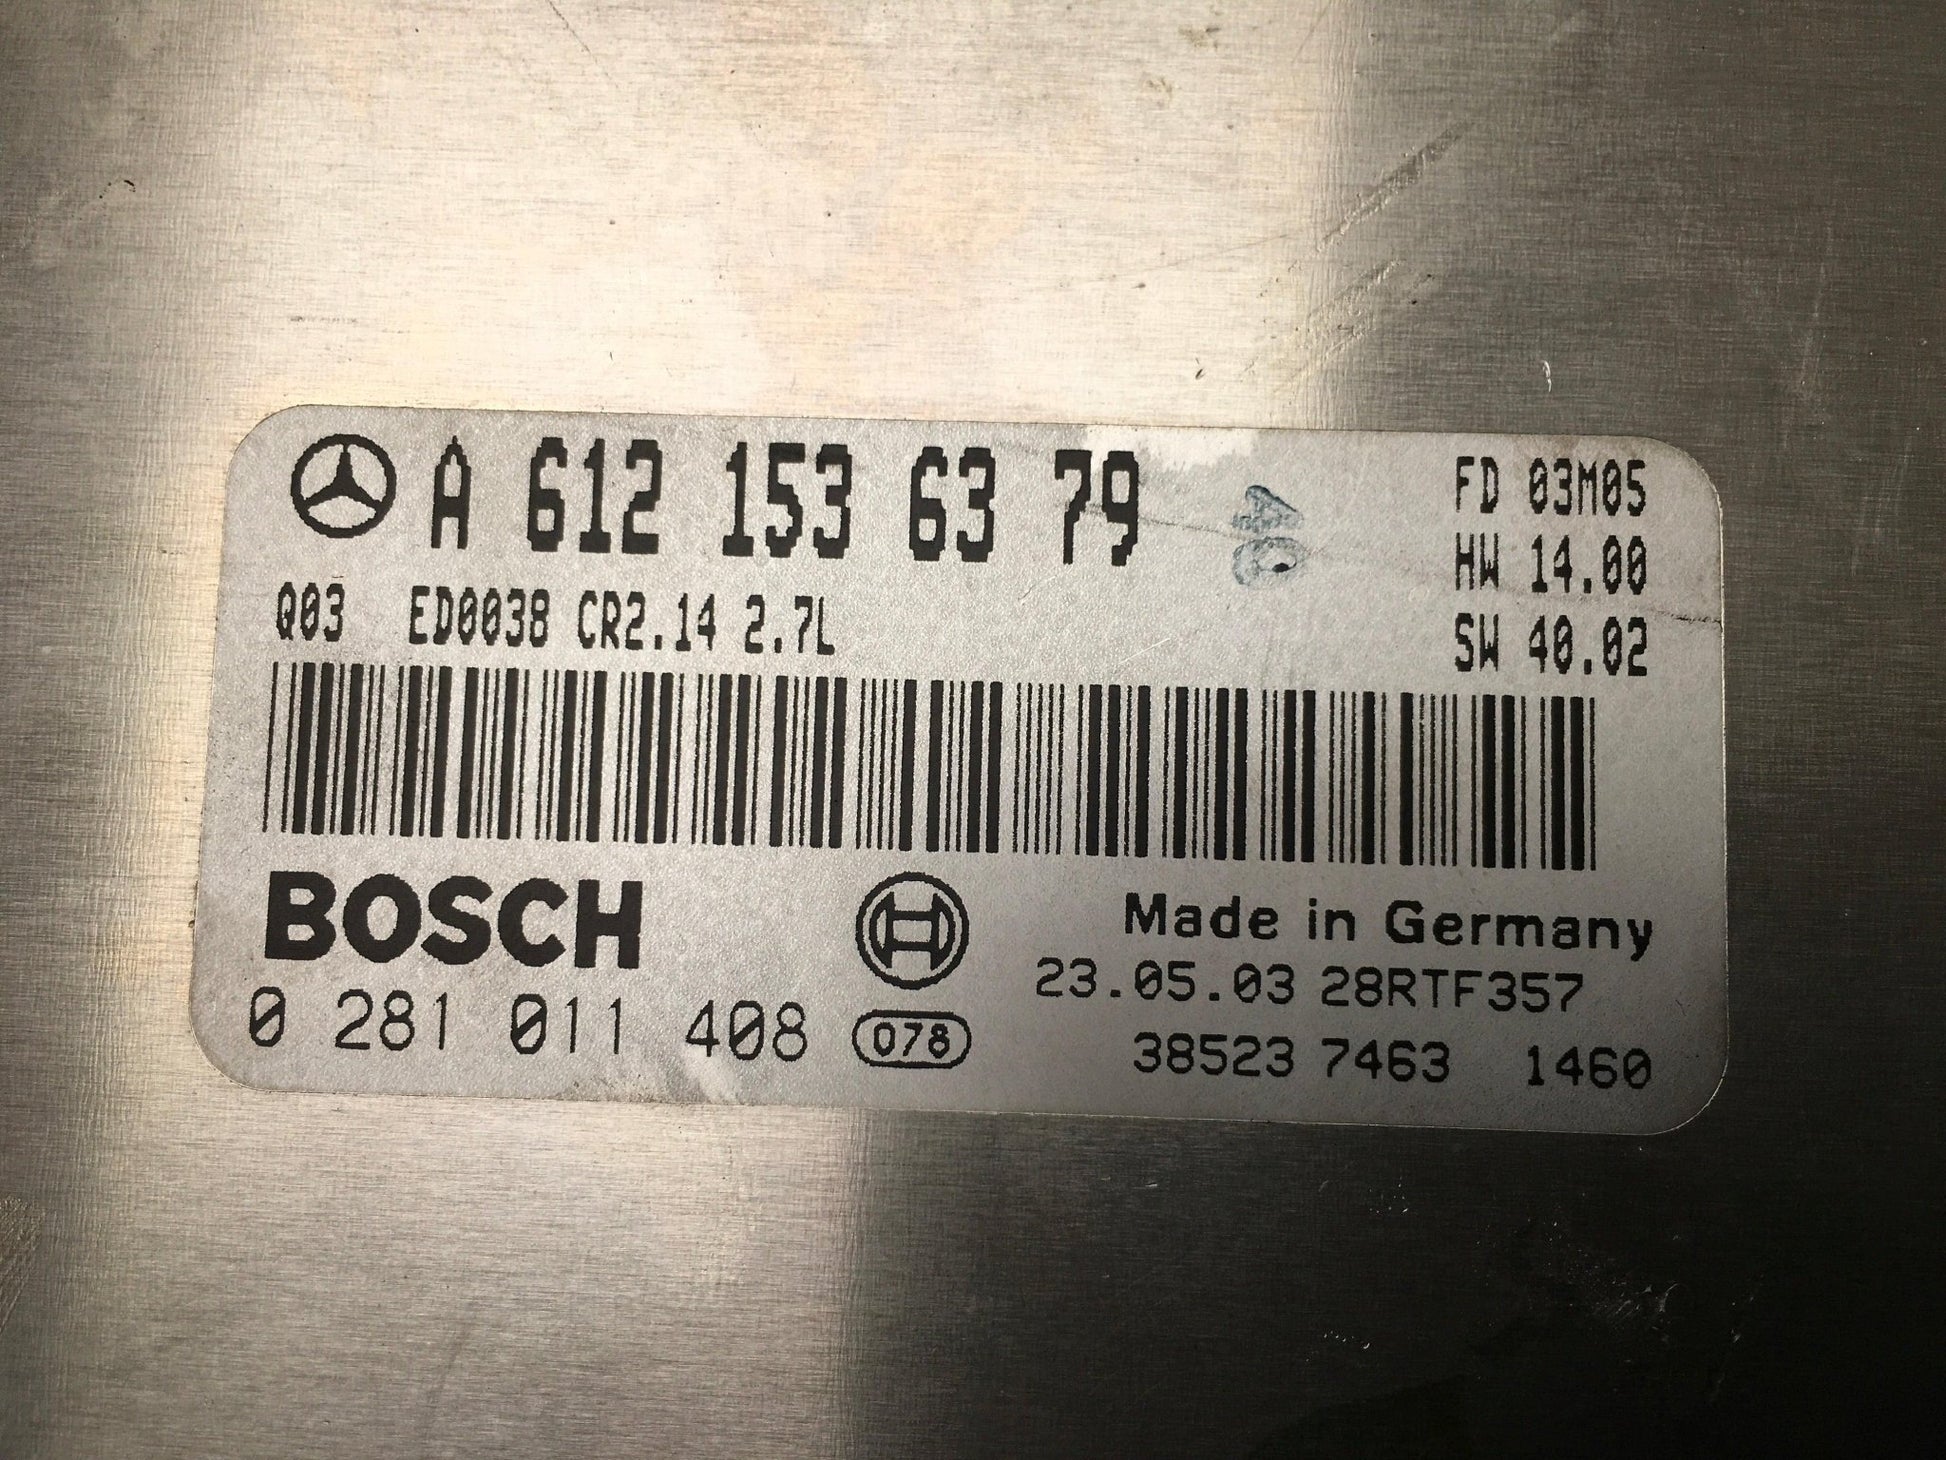 A 612 153 63 79
FD 03M05
HW 14.00
Q03 ED0038 CR2.14 2.7L
SW 40.02
BOSCH
Made in Germany
23.05.03 28RTF357
0 281 011 408 078
38523 7463 1460